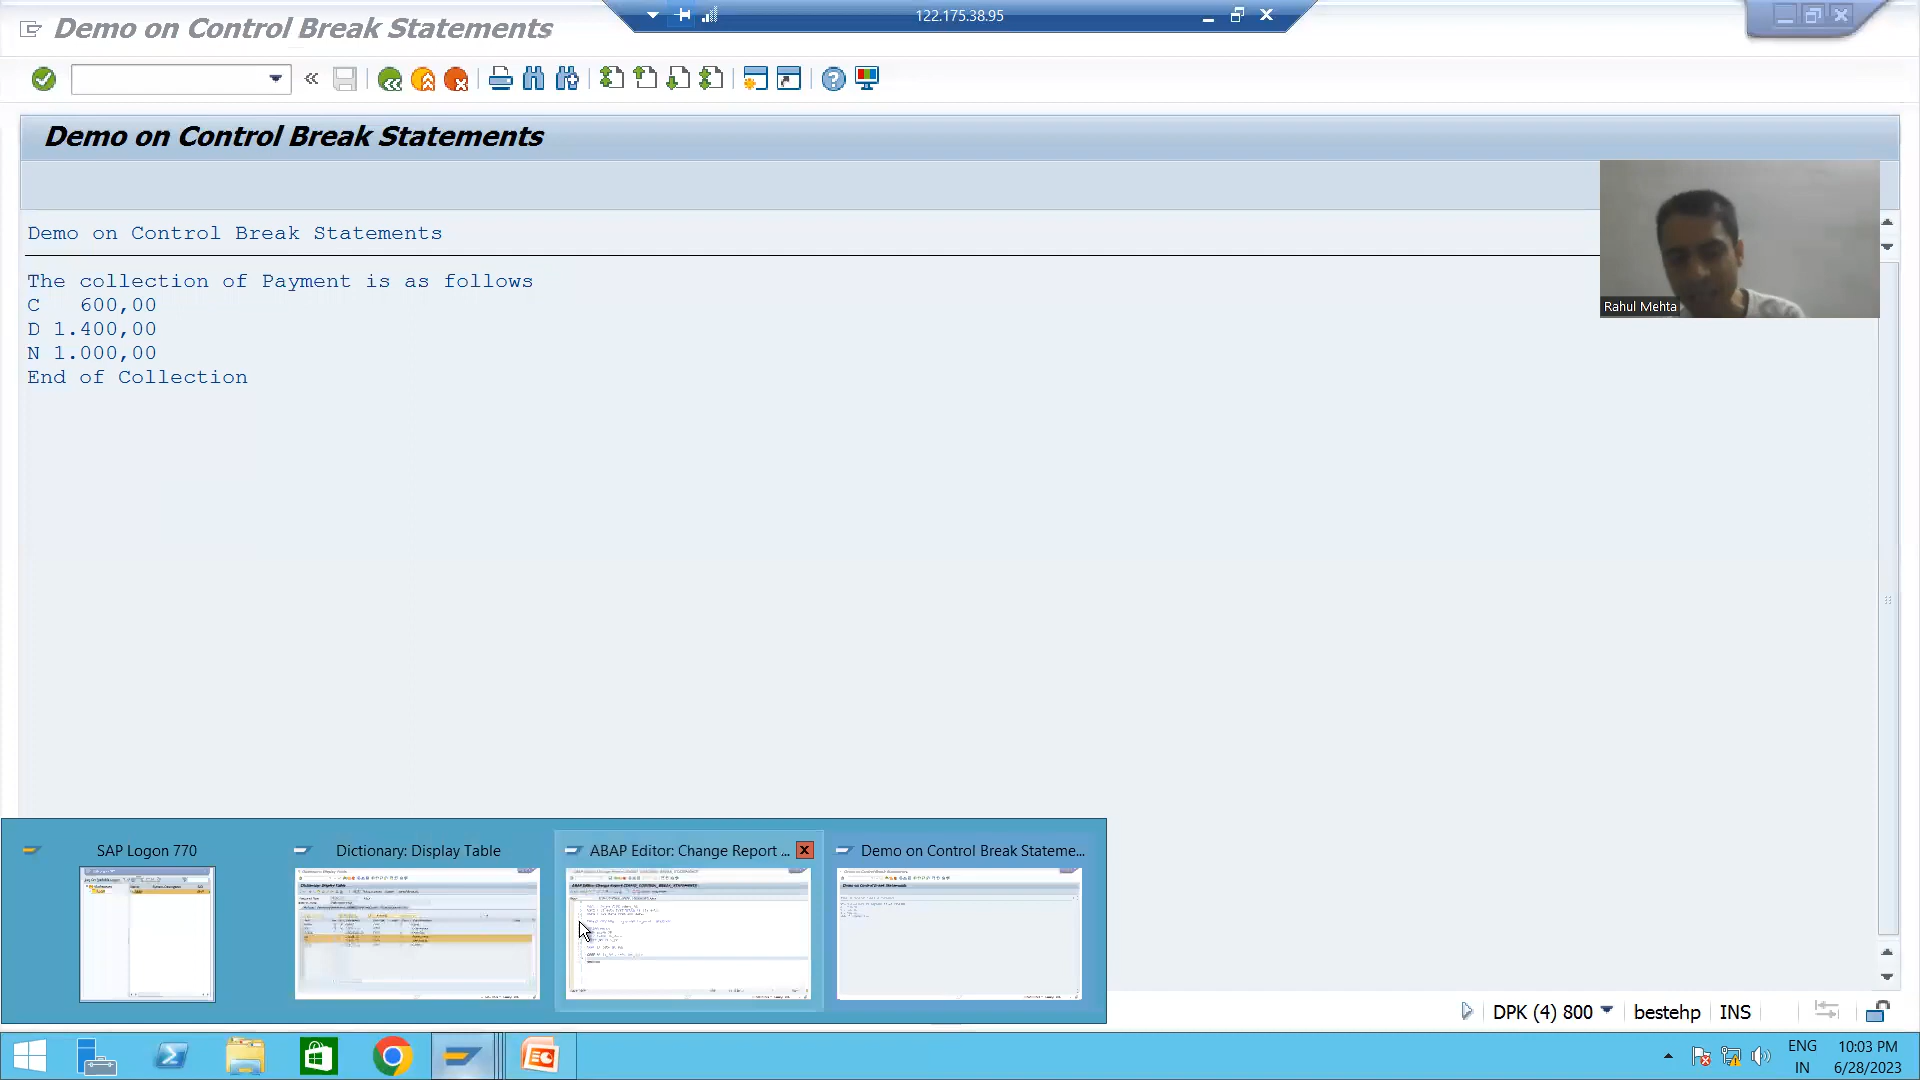 Demo on Control Break Statements
122.175.38.95
Demo on Control Break Statements
Rahul Mehta
Demo on Control Break Statements
The collection of Payment is as follows
C 600,00
D 1.400,00
N 1.000,00
End of Collection
SAP Logon 770
Dictionary: Display Table
ABAP Editor: Change Report ...
Demo on Control Break Stateme...
DPK (4) 800
bestehp
INS
ENG
IN
10:03 PM
6/28/2023